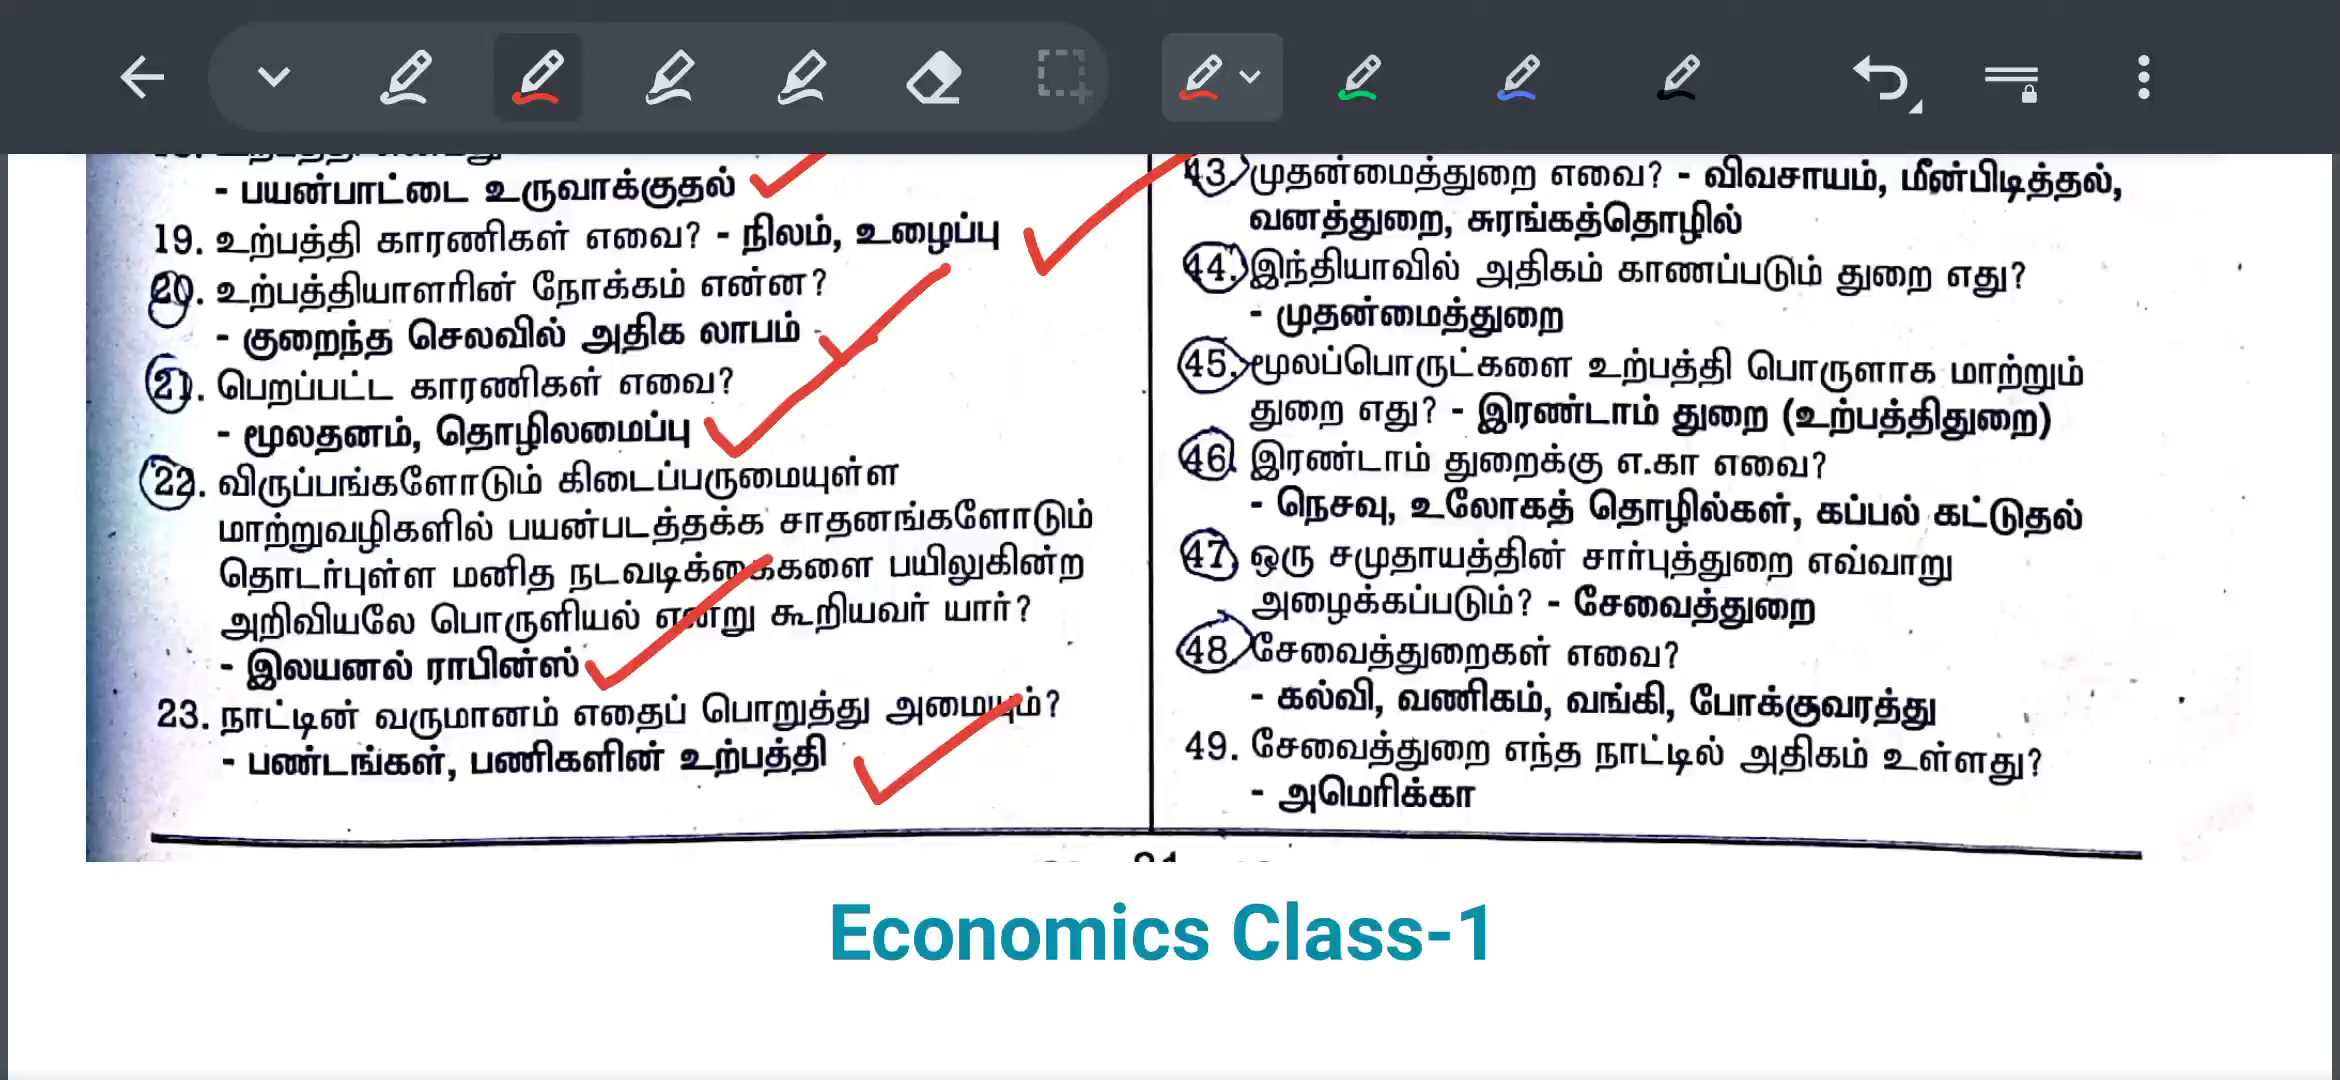 - பயன்பாட்டை உருவாக்குதல்
19. உற்பத்தி காரணிகள் எவை? - நிலம், உழைப்பு
20. உற்பத்தியாளரின் நோக்கம் என்ன?
- குறைந்த செலவில் அதிக லாபம்
21. பெறப்பட்ட காரணிகள் எவை?
- மூலதனம், தொழிலமைப்பு
22. விருப்பங்களோடும் கிடைப்பருமையுள்ள
மாற்றுவழிகளில் பயன்படத்தக்க சாதனங்களோடும்
தொடர்புள்ள மனித நடவடிக்கைகளை பயிலுகின்ற
அறிவியலே பொருளியல் என்று கூறியவர் யார்?
- இலயனல் ராபின்ஸ்
23. நாட்டின் வருமானம் எதைப் பொறுத்து அமையும்?
- பண்டங்கள், பணிகளின் உற்பத்தி
43. முதன்மைத்துறை எவை? - விவசாயம், மீன்பிடித்தல்,
வனத்துறை, சுரங்கத்தொழில்
44. இந்தியாவில் அதிகம் காணப்படும் துறை எது?
- முதன்மைத்துறை
45. மூலப்பொருட்களை உற்பத்தி பொருளாக மாற்றும்
துறை எது? - இரண்டாம் துறை (உற்பத்திதுறை)
46. இரண்டாம் துறைக்கு எ.கா எவை?
- நெசவு, உலோகத் தொழில்கள், கப்பல் கட்டுதல்
47. ஒரு சமுதாயத்தின் சார்புத்துறை எவ்வாறு
அழைக்கப்படும்? - சேவைத்துறை
48. சேவைத்துறைகள் எவை?
- கல்வி, வணிகம், வங்கி, போக்குவரத்து
49. சேவைத்துறை எந்த நாட்டில் அதிகம் உள்ளது?
- அமெரிக்கா
Economics Class-1